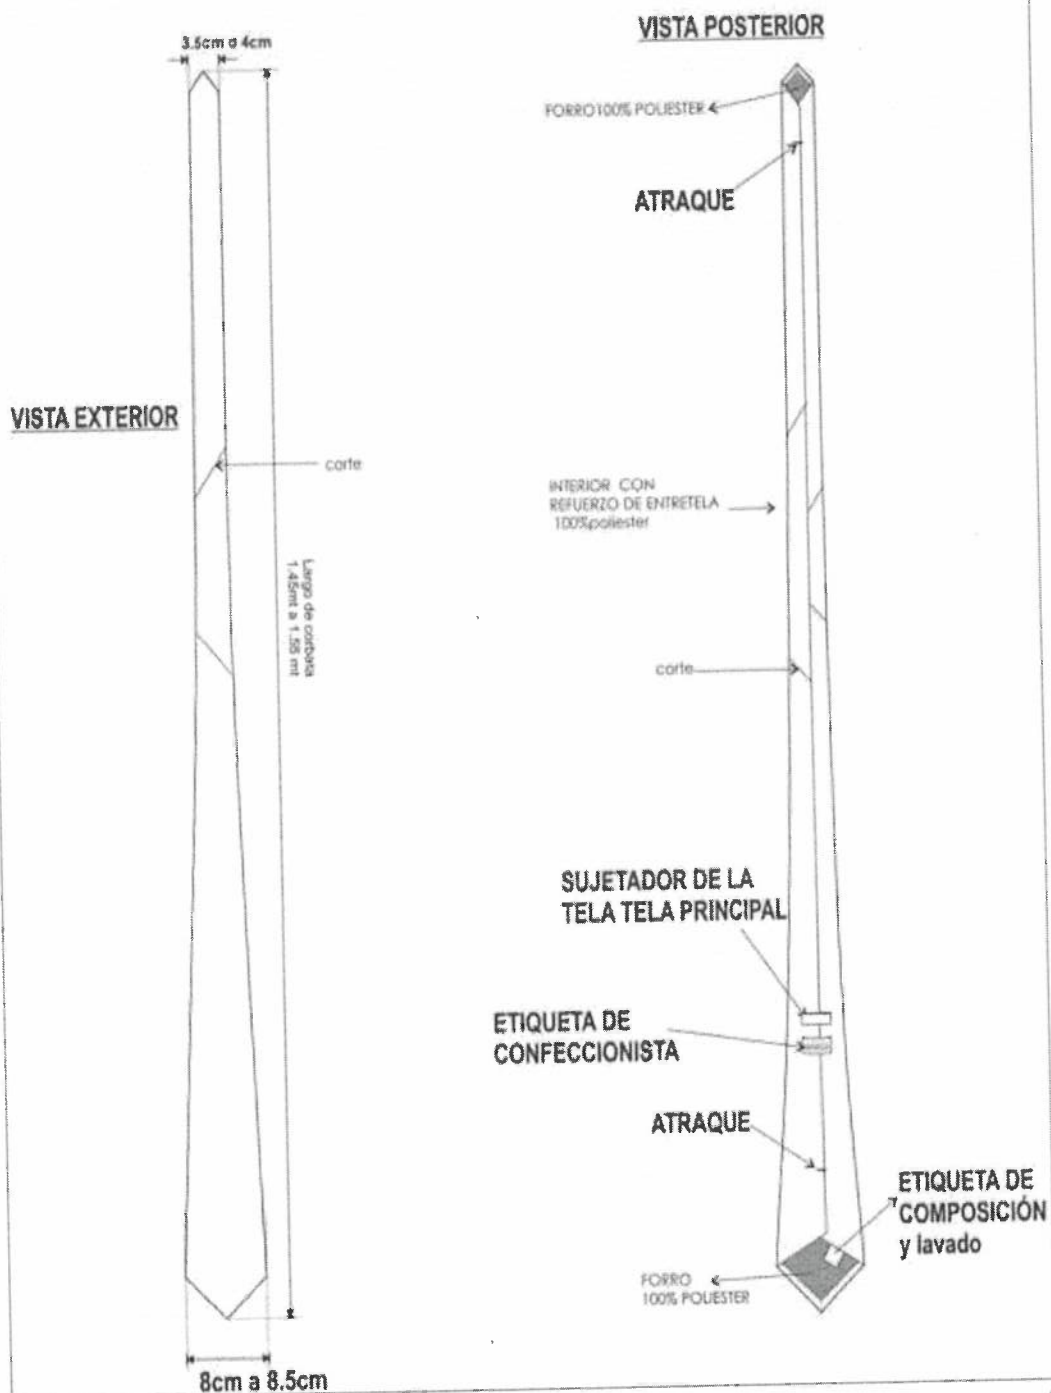 3.5cm a 4cm
VISTA EXTERIOR
corte
Largo de corbata
1.45mt a 1.55 mt
8cm a 8.5cm
VISTA POSTERIOR
FORRO100% POLIESTER
ATRAQUE
INTERIOR CON
REFUERZO DE ENTRETELA
100%poliester
corte
SUJETADOR DE LA
TELA TELA PRINCIPAL
ETIQUETA DE
CONFECCIONISTA
ATRAQUE
ETIQUETA DE
COMPOSICIÓN
y lavado
FORRO
100% POLIESTER